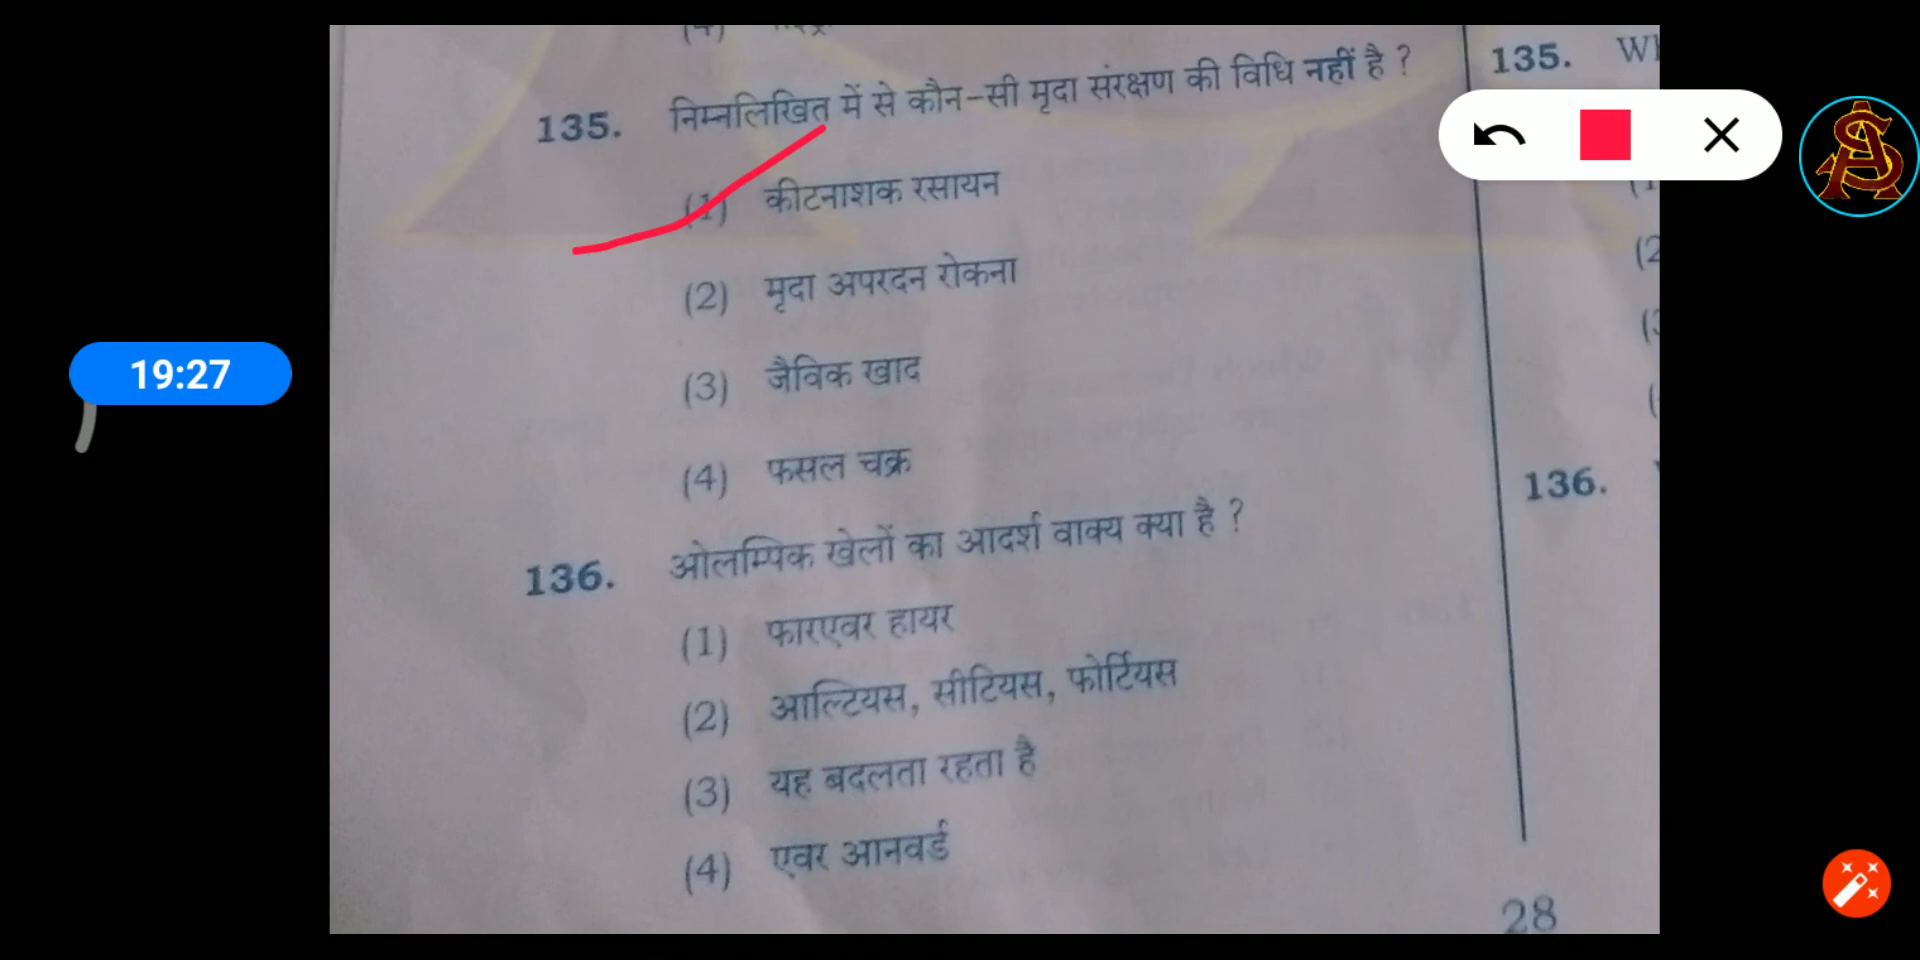 135. निम्नलिखित में से कौन-सी मृदा संरक्षण की विधि नहीं है ?
(1) कीटनाशक रसायन
(2) मृदा अपरदन रोकना
(3) जैविक खाद
(4) फसल चक्र
136. ओलम्पिक खेलों का आदर्श वाक्य क्या है ?
(1) फारएवर हायर
(2) आल्टियस, सीटियस, फोर्टियस
(3) यह बदलता रहता है
(4) एवर आनवर्ड
135.
(2
136.
28
19:27